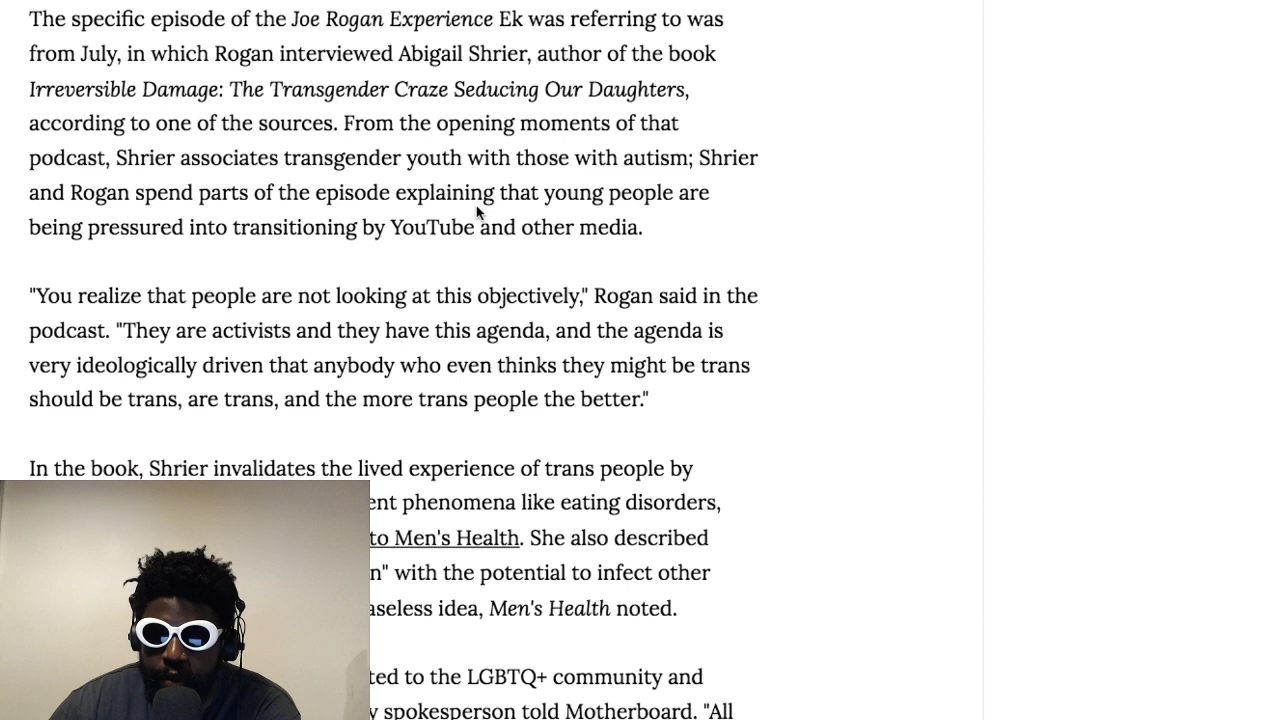 The specific episode of the Joe Rogan Experience Ek was referring to was
from July, in which Rogan interviewed Abigail Shrier, author of the book
Irreversible Damage: The Transgender Craze Seducing Our Daughters,
according to one of the sources. From the opening moments of that
podcast, Shrier associates transgender youth with those with autism; Shrier
and Rogan spend parts of the episode explaining that young people are
being pressured into transitioning by YouTube and other media.
"You realize that people are not looking at this objectively," Rogan said in the
podcast. "They are activists and they have this agenda, and the agenda is
very ideologically driven that anybody who even thinks they might be trans
should be trans, are trans, and the more trans people the better."
In the book, Shrier invalidates the lived experience of trans people by
phenomena like eating disorders,
to Men's Health. She also described
with the potential to infect other
idea, Men's Health noted.
to the LGBTQ+ community and
spokesperson told Motherboard. "All